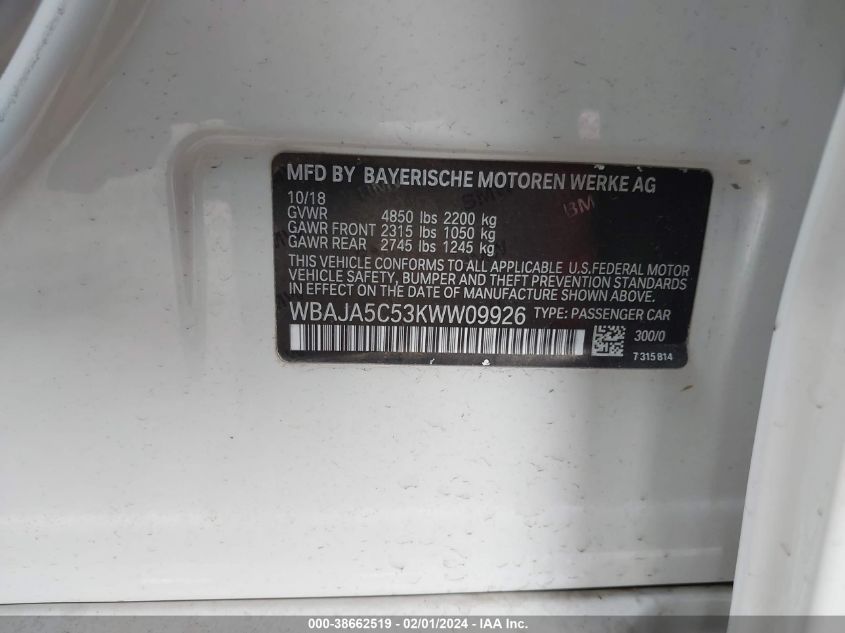 MFD BY BAYERISCHE MOTOREN WERKE AG
10/18
GVWR 4850 lbs 2200 kg
GAWR FRONT 2315 lbs 1050 kg
GAWR REAR 2745 lbs 1245 kg
THIS VEHICLE CONFORMS TO ALL APPLICABLE U.S.FEDERAL MOTOR
VEHICLE SAFETY, BUMPER AND THEFT PREVENTION STANDARDS
IN EFFECT ON THE DATE OF MANUFACTURE SHOWN ABOVE.
WBAJA5C53KWW09926 TYPE: PASSENGER CAR
300/0
7 315 814
000-38662519 - 02/01/2024 - IAA Inc.